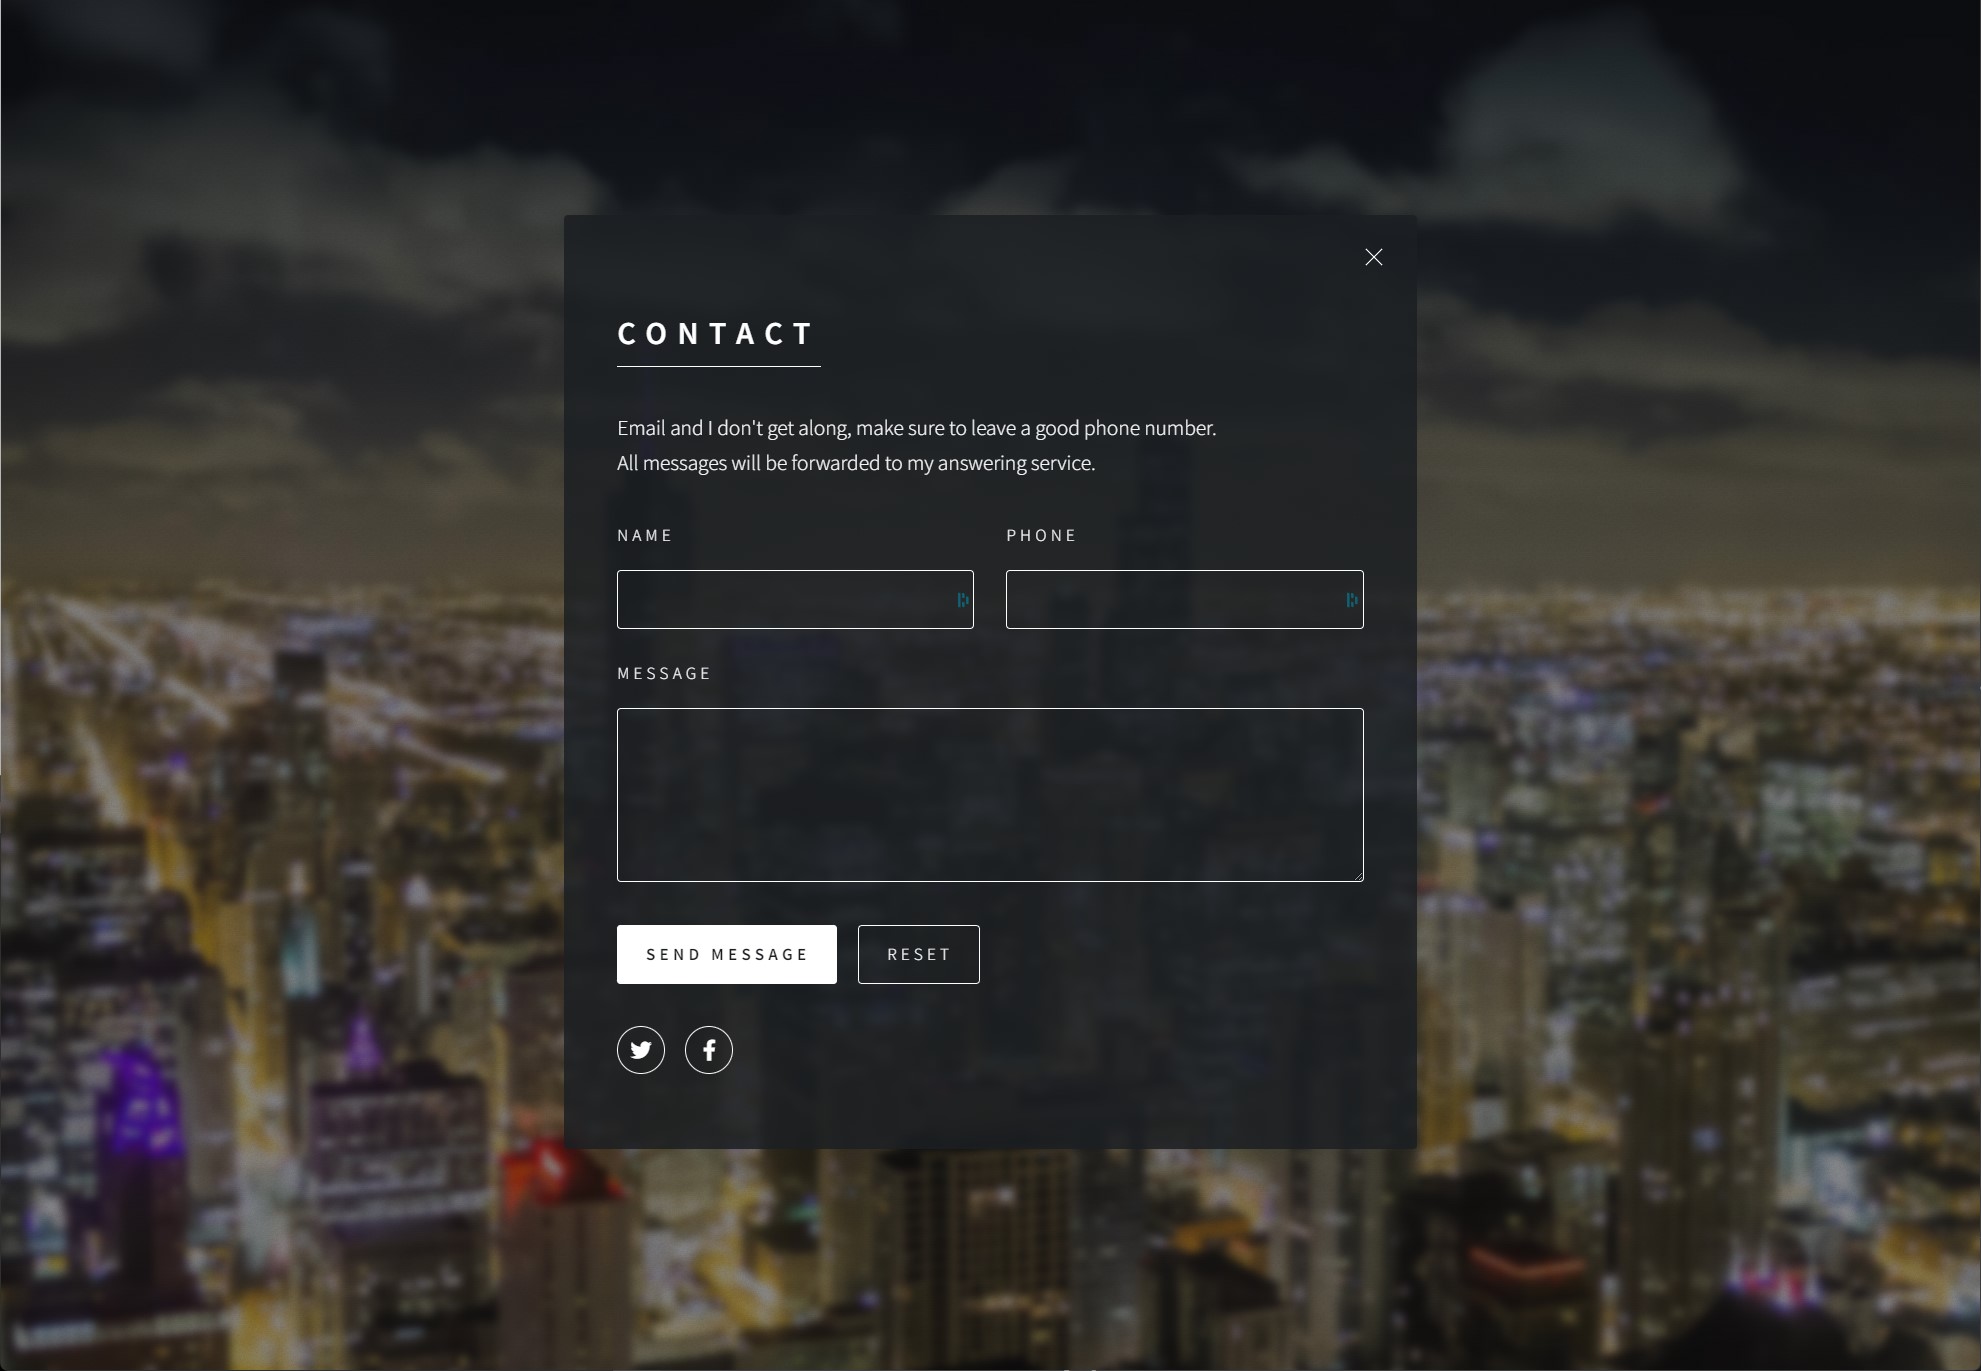 CONTACT
Email and I don't get along, make sure to leave a good phone number.
All messages will be forwarded to my answering service.
NAME
PHONE
MESSAGE
SEND MESSAGE
RESET